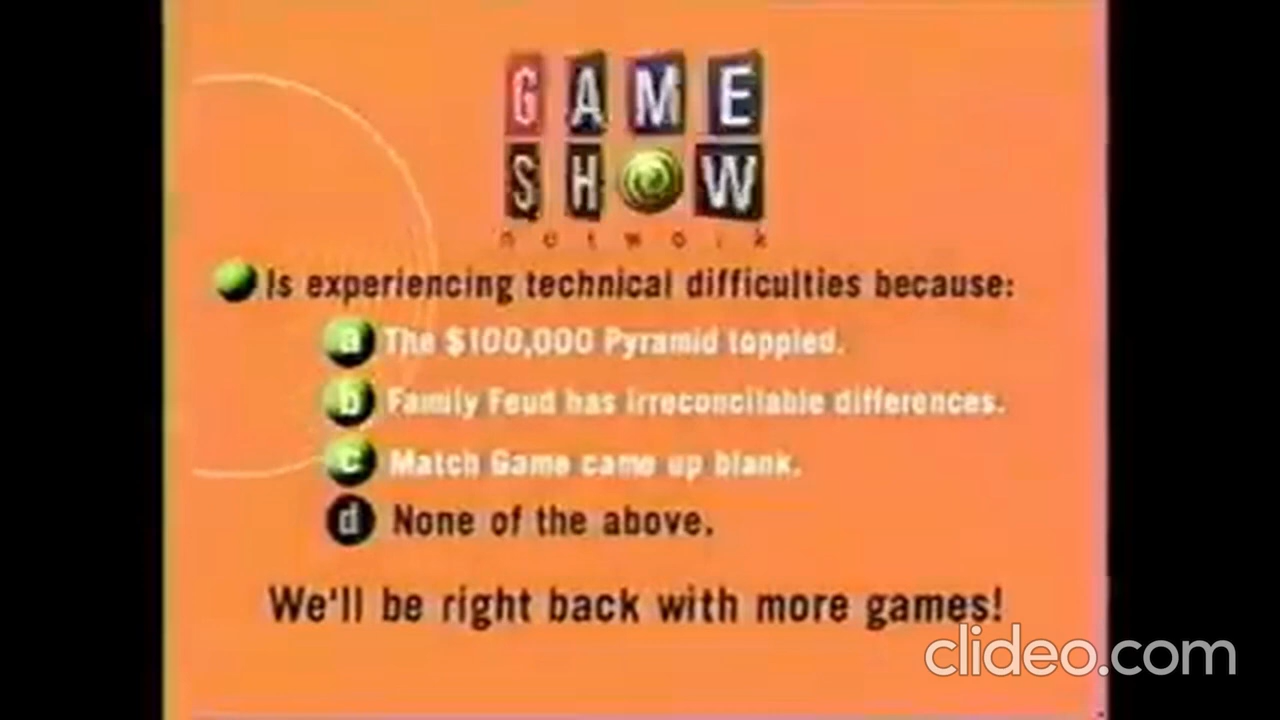 GAME
SHOW
network
Is experiencing technical difficulties because:
a The $100,000 Pyramid toppled.
b Family Feud has irreconcilable differences.
c Match Game came up blank.
d None of the above.
We'll be right back with more games!
clideo.com